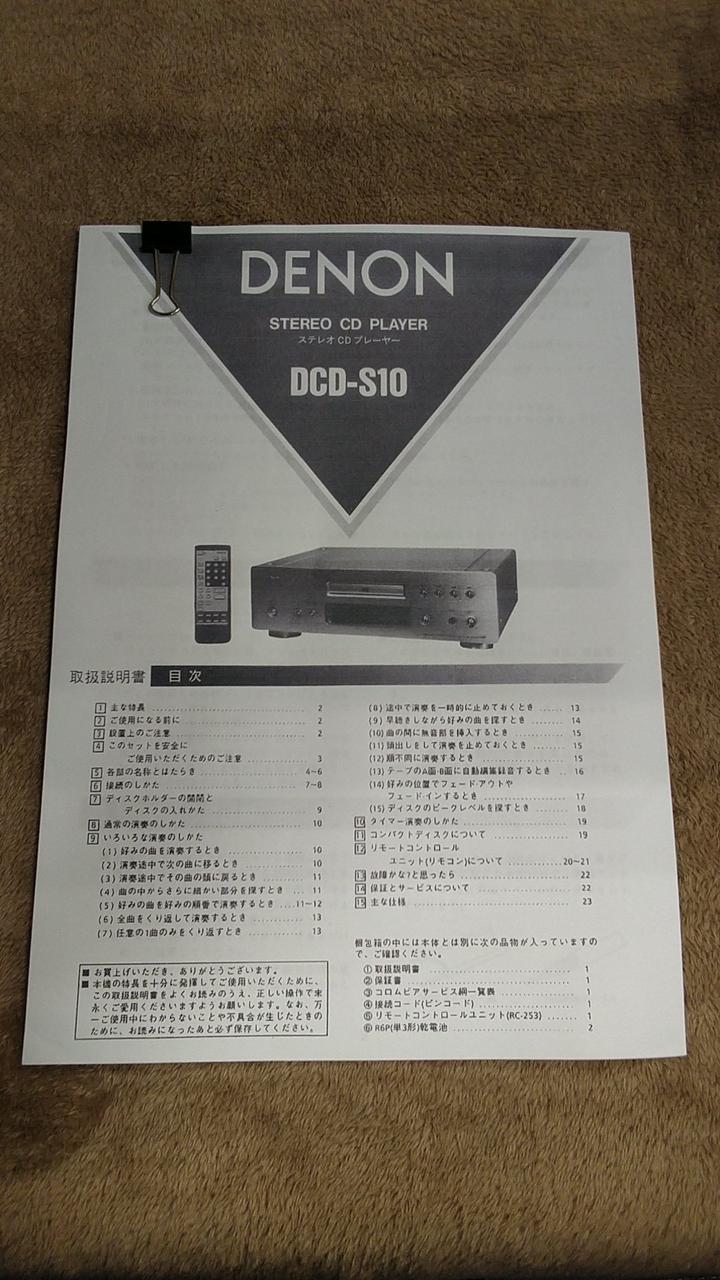 DENON
STEREO CD PLAYER
ステレオCDプレーヤー
DCD-S10
取扱説明書
目次
1 主な特長 2
2 ご使用になる前に 2
3 設置上のご注意 2
4 このセットを安全に
ご使用いただくためのご注意 3
5 各部の名称とはたらき 4~6
6 接続のしかた 7~8
7 ディスクホルダーの開閉と
ディスクの入れかた 9
8 通常の演奏のしかた 10
9 いろいろな演奏のしかた
(1) 好みの曲を演奏するとき 10
(2) 演奏途中で次の曲に移るとき 10
(3) 演奏途中でその曲の頭に戻るとき 11
(4) 曲の中からさらに細かい部分を探すとき 11
(5) 好みの曲を好みの順番で演奏するとき 11~12
(6) 全曲をくり返して演奏するとき 13
(7) 任意の1曲のみをくり返すとき 13
(8) 途中で演奏を一時的に止めておくとき 13
(9) 早聴きしながら好みの曲を探すとき 14
(10) 曲の間に無音部を挿入するとき 15
(11) 頭出しをして演奏を止めておくとき 15
(12) 順不同に演奏するとき 15
(13) テープのA面・B面に自動編集録音するとき 16
(14) 好みの位置でフェード・アウトや
フェード・インするとき 17
(15) ディスクのピークレベルを探すとき 18
10 タイマー演奏のしかた 19
11 コンパクトディスクについて 19
12 リモートコントロール
ユニット(リモコン)について 20~21
13 故障かな?と思ったら 22
14 保証とサービスについて 22
15 主な仕様 23
■ お買上げいただき、ありがとうございます。
■ 本機の特長を十分に発揮してご使用いただくために、
この取扱説明書をよくお読みのうえ、正しい操作で末
永くご愛用くださいますようお願いします。なお、万
一ご使用中にわからないことや不具合が生じたときの
ために、お読みになったあと必ず保存してください。
梱包箱の中には本体とは別に次の品物が入っていますの
で、ご確認ください。
① 取扱説明書 1
② 保証書 1
③ コロムビアサービス網一覧表 1
④ 接続コード(ピンコード) 1
⑤ リモートコントロールユニット(RC-253) 1
⑥ R6P(単3形)乾電池 2